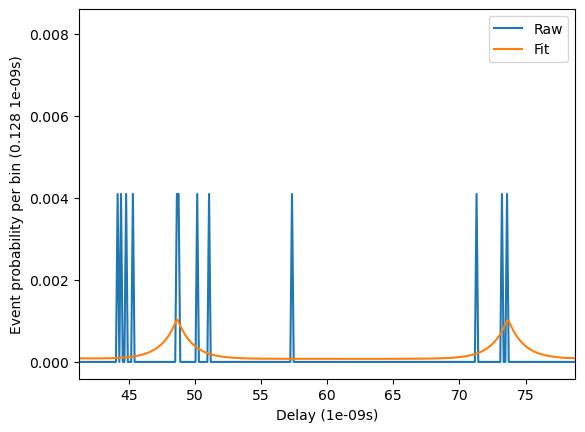 Raw
Fit
0.008
0.006
0.004
0.002
0.000
Event probability per bin (0.128 1e-09s)
45 50 55 60 65 70 75
Delay (1e-09s)